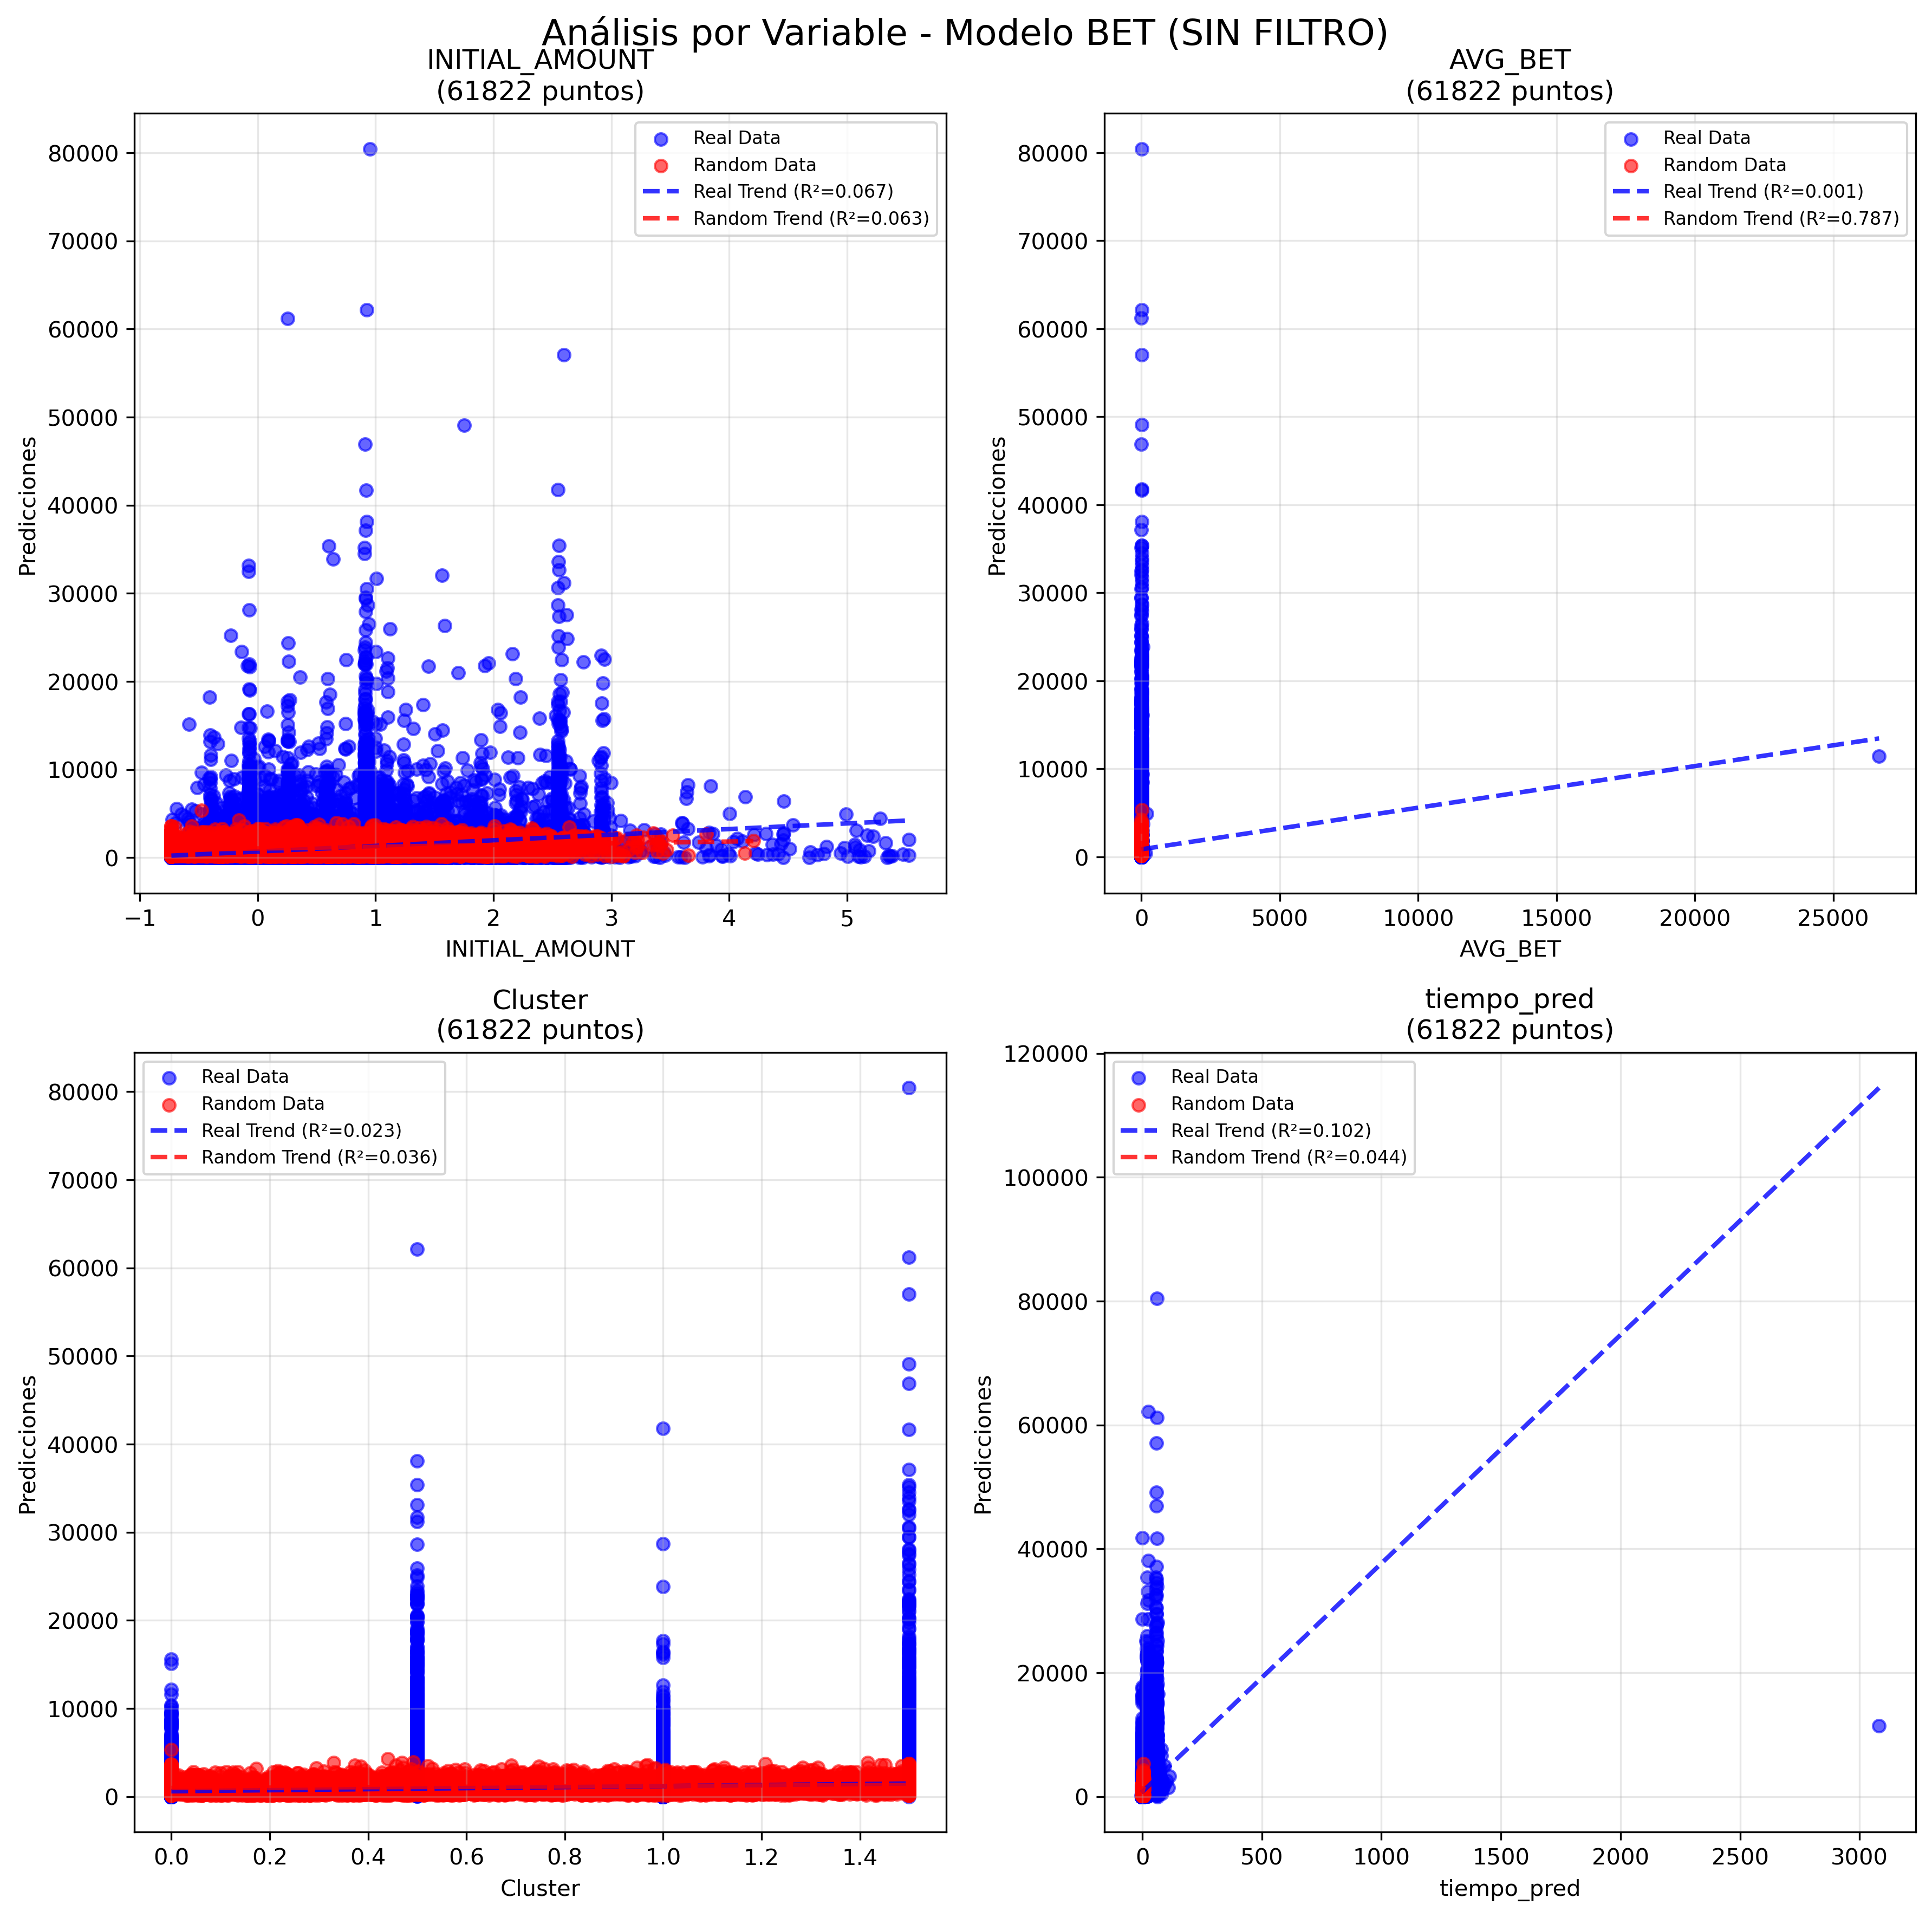 Análisis por Variable - Modelo BET (SIN FILTRO)
INITIAL_AMOUNT
(61822 puntos)
Real Data
Random Data
Real Trend (R²=0.067)
Random Trend (R²=0.063)
80000
70000
60000
50000
40000
30000
20000
10000
0
Predicciones
−1 0 1 2 3 4 5
INITIAL_AMOUNT
AVG_BET
(61822 puntos)
Real Data
Random Data
Real Trend (R²=0.001)
Random Trend (R²=0.787)
80000
70000
60000
50000
40000
30000
20000
10000
0
Predicciones
0 5000 10000 15000 20000 25000
AVG_BET
Cluster
(61822 puntos)
Real Data
Random Data
Real Trend (R²=0.023)
Random Trend (R²=0.036)
80000
70000
60000
50000
40000
30000
20000
10000
0
Predicciones
0.0 0.2 0.4 0.6 0.8 1.0 1.2 1.4
Cluster
tiempo_pred
(61822 puntos)
Real Data
Random Data
Real Trend (R²=0.102)
Random Trend (R²=0.044)
120000
100000
80000
60000
40000
20000
0
Predicciones
0 500 1000 1500 2000 2500 3000
tiempo_pred